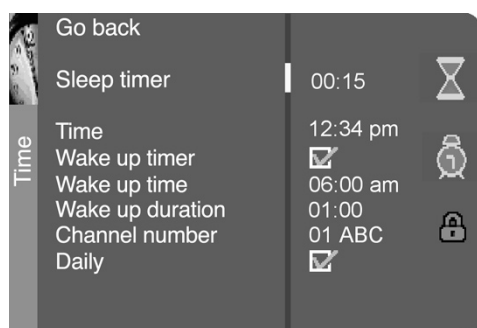 Go back
Sleep timer 00:15
Time 12:34 pm
Wake up timer
Wake up time 06:00 am
Wake up duration 01:00
Channel number 01 ABC
Daily
Time